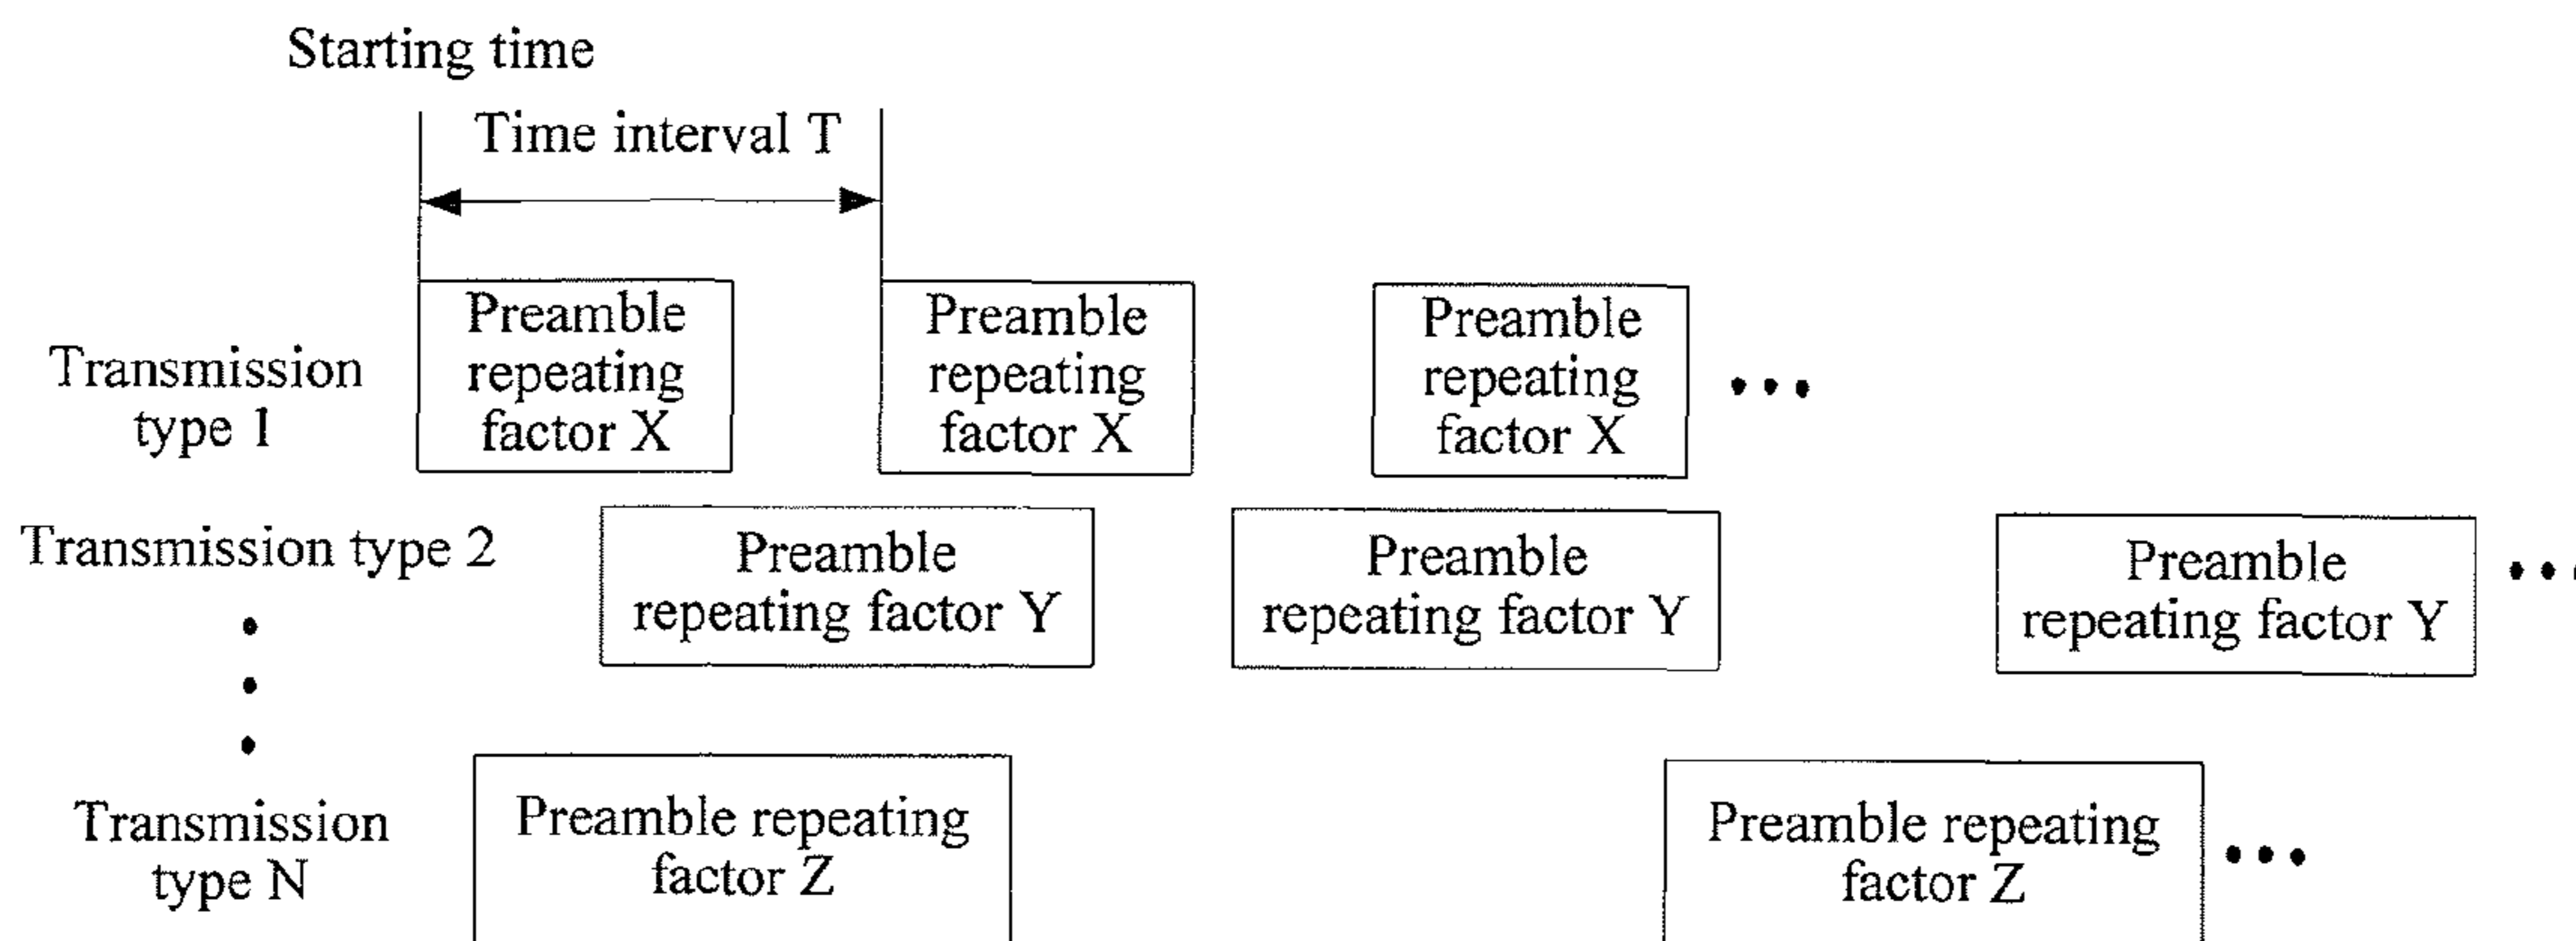 Starting time
Time interval T
Transmission
type 1
Preamble
repeating
factor X
Preamble
repeating
factor X
Preamble
repeating
factor X
Transmission type 2
Preamble
repeating factor Y
Preamble
repeating factor Y
Preamble
repeating factor Y
Transmission
type N
Preamble repeating
factor Z
Preamble repeating
factor Z